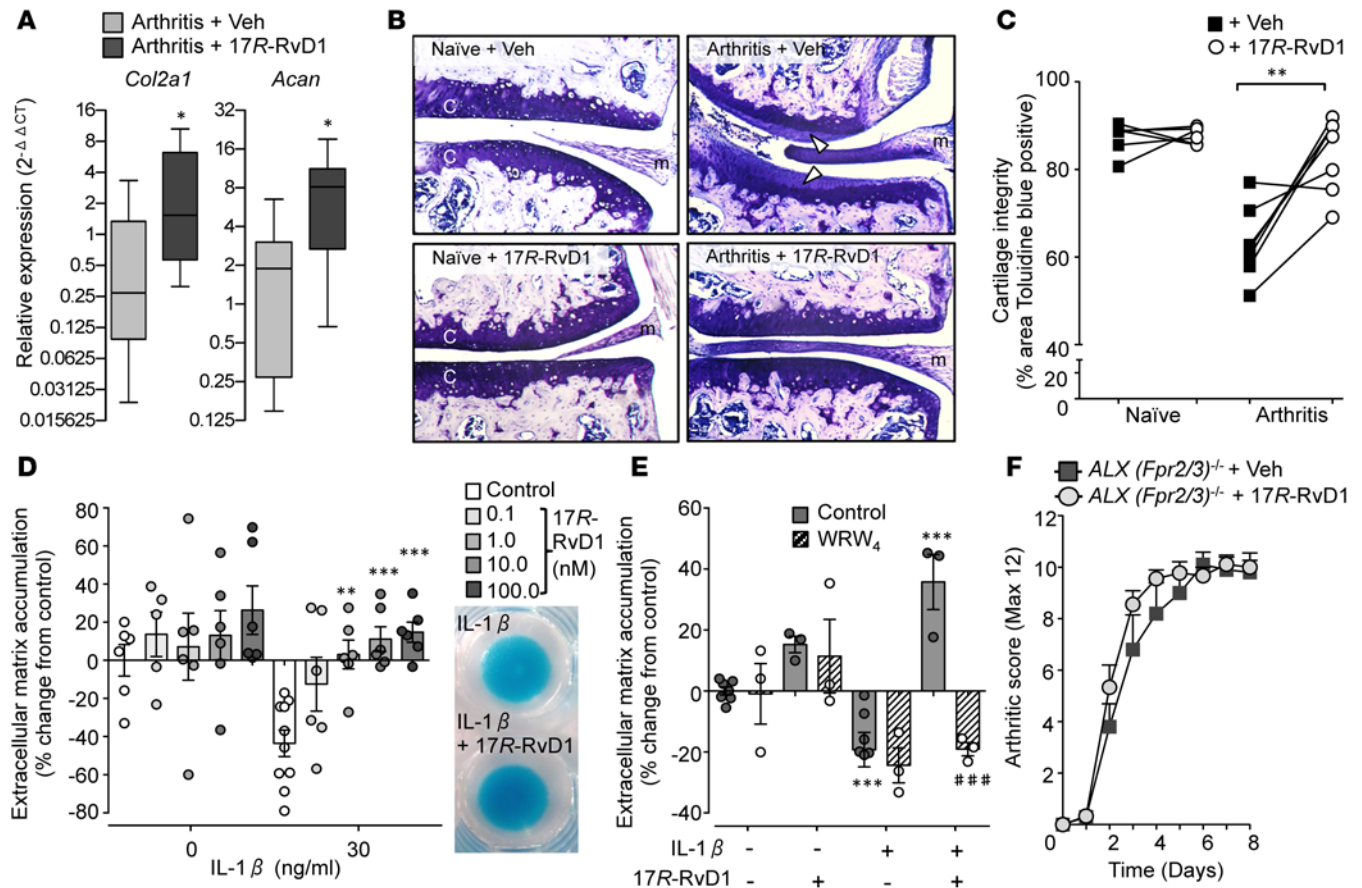 A
Arthritis + Veh
Arthritis + 17R-RvD1
Col2a1
Acan
*
*
Relative expression (2-ΔΔCT)
16
8
4
2
1
0.5
0.25
0.125
0.0625
0.03125
0.015625
32
16
8
4
2
1
0.5
0.25
0.125
B
Naïve + Veh
C
m
Arthritis + Veh
m
Naïve + 17R-RvD1
C
C
m
Arthritis + 17R-RvD1
m
C
+ Veh
+ 17R-RvD1
**
Cartilage integrity
(% area Toluidine blue positive)
100
80
60
40
20
0
Naïve
Arthritis
D
Control
0.1
1.0
10.0
100.0
17R-
RvD1
(nM)
Extracellular matrix accumulation
(% change from control)
80
60
40
20
0
-20
-40
-60
-80
**
***
***
0
30
IL-1β (ng/ml)
IL-1β
IL-1β
+ 17R-RvD1
E
Control
WRW4
Extracellular matrix accumulation
(% change from control)
60
40
20
0
-20
-40
***
***
###
IL-1β - - + +
17R-RvD1 - + - +
F
ALX (Fpr2/3)-/- + Veh
ALX (Fpr2/3)-/- + 17R-RvD1
Arthritic score (Max 12)
12
10
8
6
4
2
0
2
4
6
8
Time (Days)